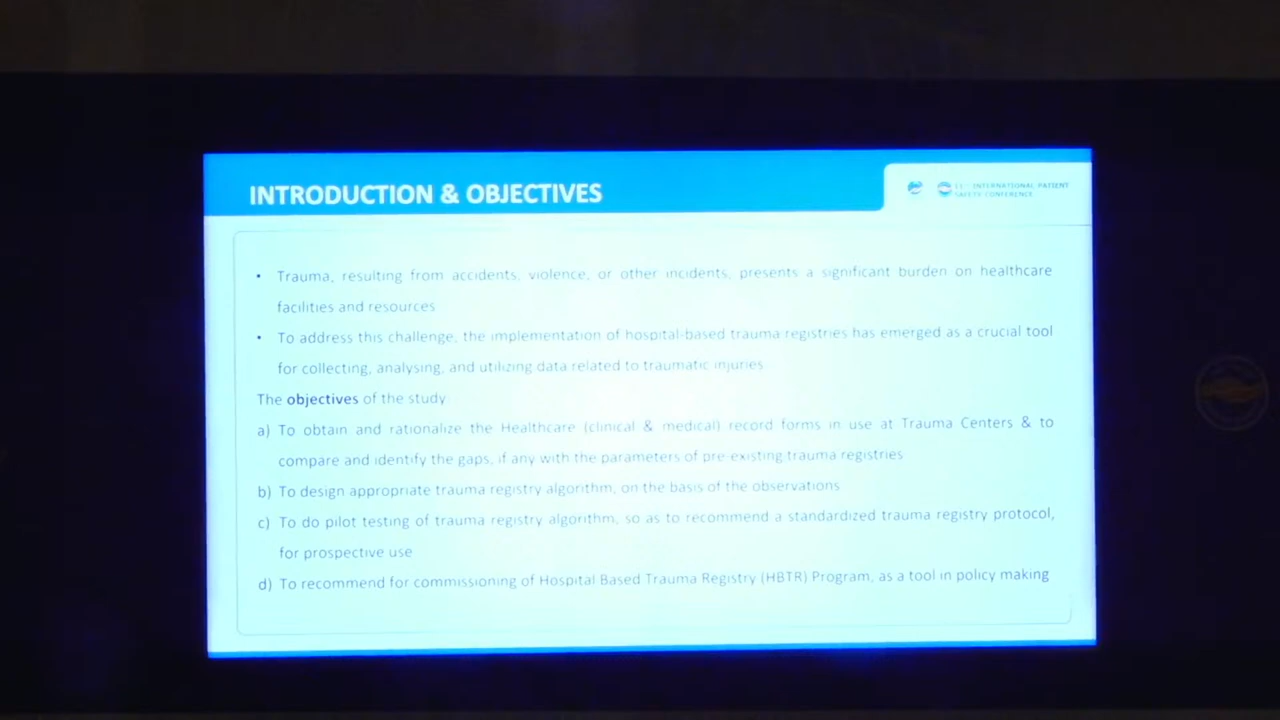 INTRODUCTION & OBJECTIVES
INTERNATIONAL PATIENT
SAFETY CONFERENCE
• Trauma, resulting from accidents, violence, or other incidents, presents a significant burden on healthcare
facilities and resources
• To address this challenge, the implementation of hospital-based trauma registries has emerged as a crucial tool
for collecting, analysing, and utilizing data related to traumatic injuries
The objectives of the study
a) To obtain and rationalize the Healthcare (clinical & medical) record forms in use at Trauma Centers & to
compare and identify the gaps, if any with the parameters of pre-existing trauma registries
b) To design appropriate trauma registry algorithm, on the basis of the observations
c) To do pilot testing of trauma registry algorithm, so as to recommend a standardized trauma registry protocol,
for prospective use
d) To recommend for commissioning of Hospital Based Trauma Registry (HBTR) Program, as a tool in policy making